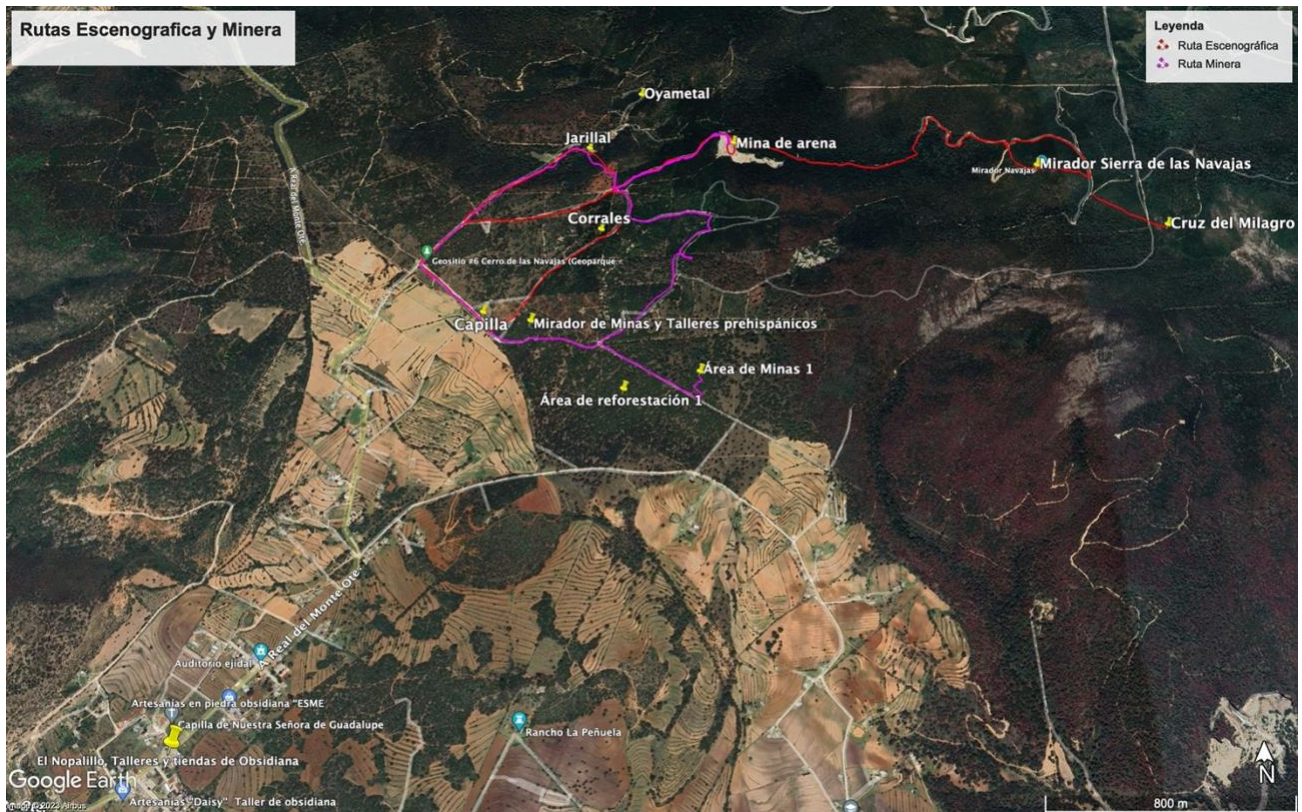 Rutas Escenografica y Minera
Leyenda
Ruta Escenográfica
Ruta Minera
Oyametal
Jarillal
Mina de arena
Mirador Navajas
Mirador Sierra de las Navajas
Corrales
Cruz del Milagro
Geositio #6 Cerro de las Navajas (Geoparque
Capilla
Mirador de Minas y Talleres prehispánicos
Área de Minas 1
Área de reforestación 1
A Real del Monte Ote.
Auditorio ejidal
Artesanías en piedra obsidiana "ESME
Capilla de Nuestra Señora de Guadalupe
Rancho La Peñuela
El Nopalillo, Talleres y tiendas de Obsidiana
Google Earth
Artesanías "Daisy" Taller de obsidiana
Airbus
800 m
N